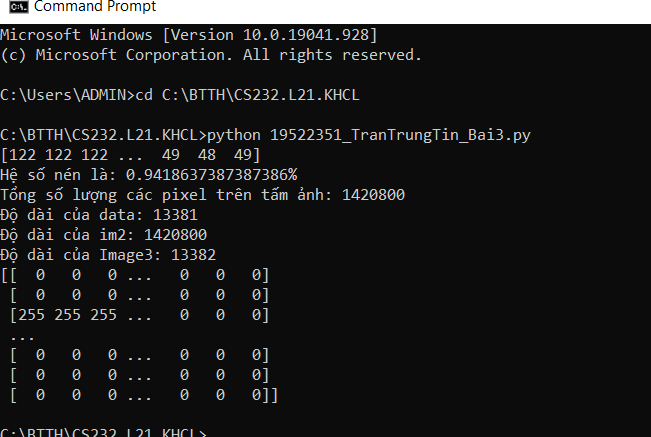 Command Prompt
Microsoft Windows [Version 10.0.19041.928]
(c) Microsoft Corporation. All rights reserved.
C:\Users\ADMIN>cd C:\BTTH\CS232.L21.KHCL
C:\BTTH\CS232.L21.KHCL>python 19522351_TranTrungTin_Bai3.py
[122 122 122 ...  49  48  49]
Hệ số nén là: 0.9418637387387386%
Tổng số lượng các pixel trên tấm ảnh: 1420800
Độ dài của data: 13381
Độ dài của im2: 1420800
Độ dài của Image3: 13382
[[  0   0   0 ...   0   0   0]
 [  0   0   0 ...   0   0   0]
 [255 255 255 ...   0   0   0]
 ...
 [  0   0   0 ...   0   0   0]
 [  0   0   0 ...   0   0   0]
 [  0   0   0 ...   0   0   0]]
C:\BTTH\CS232.L21.KHCL>